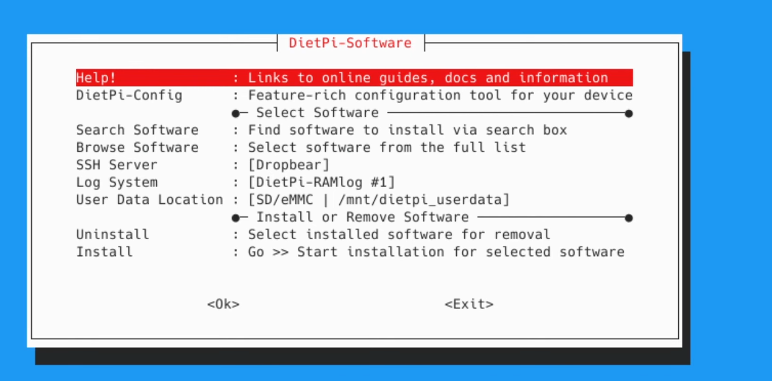 DietPi-Software
Help! : Links to online guides, docs and information
DietPi-Config : Feature-rich configuration tool for your device
Select Software
Search Software : Find software to install via search box
Browse Software : Select software from the full list
SSH Server : [Dropbear]
Log System : [DietPi-RAMlog #1]
User Data Location : [SD/eMMC | /mnt/dietpi_userdata]
Install or Remove Software
Uninstall : Select installed software for removal
Install : Go >> Start installation for selected software
<Ok> <Exit>